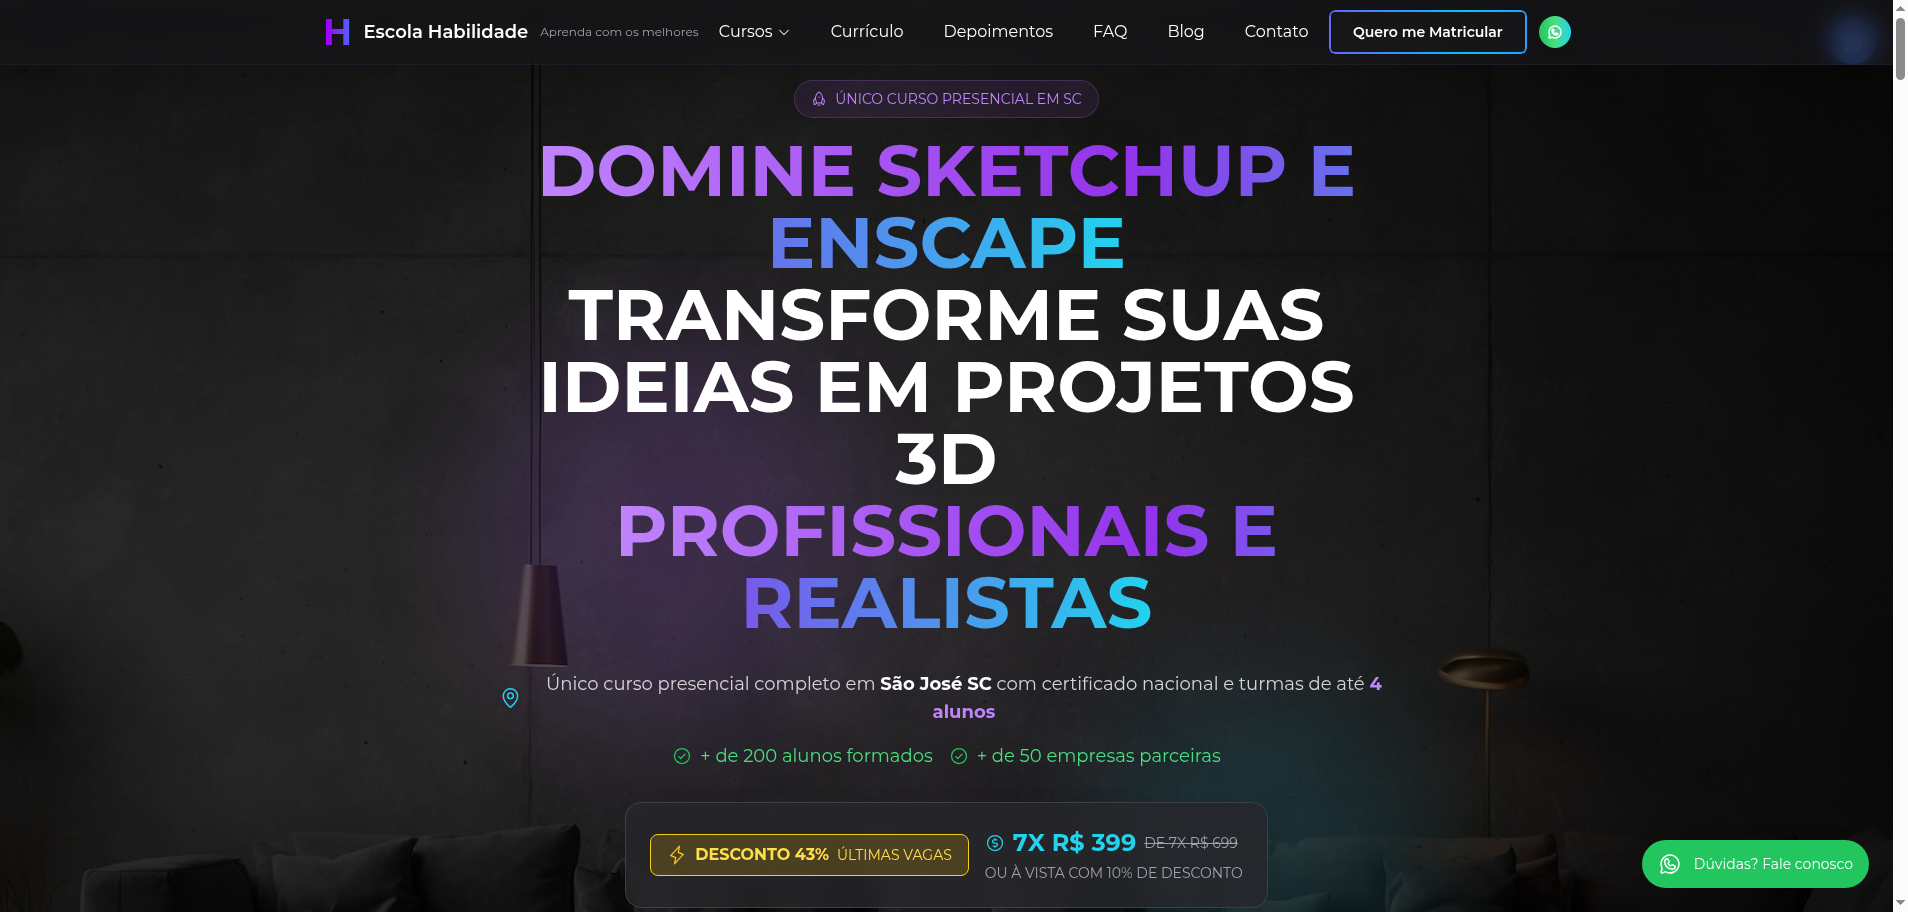 H Escola Habilidade Aprenda com os melhores Cursos Currículo Depoimentos FAQ Blog Contato Quero me Matricular
ÚNICO CURSO PRESENCIAL EM SC
DOMINE SKETCHUP E
ENSCAPE
TRANSFORME SUAS
IDEIAS EM PROJETOS
3D
PROFISSIONAIS E
REALISTAS
Único curso presencial completo em São José SC com certificado nacional e turmas de até 4
alunos
+ de 200 alunos formados + de 50 empresas parceiras
DESCONTO 43% ÚLTIMAS VAGAS
7X R$ 399 DE 7X R$ 699
OU À VISTA COM 10% DE DESCONTO
Dúvidas? Fale conosco